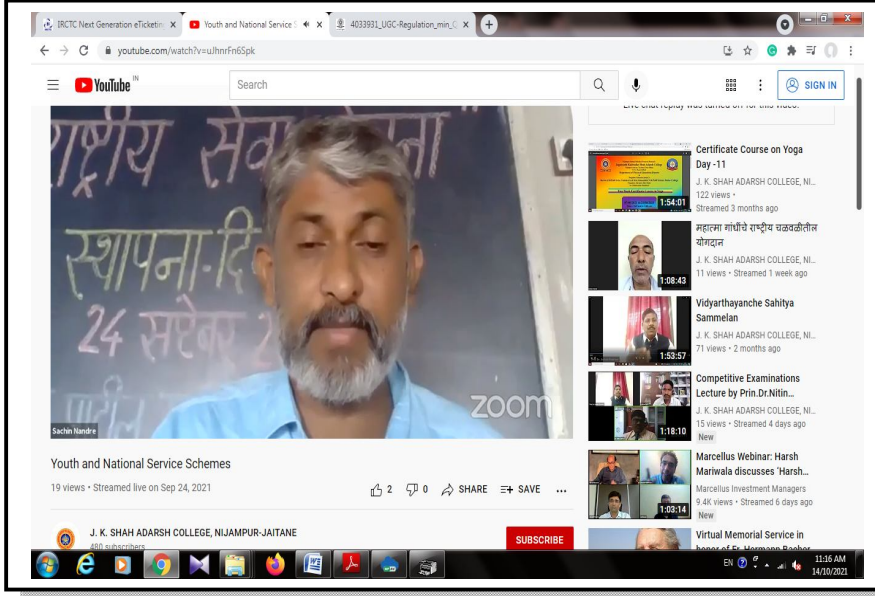 IRCTC Next Generation eTicketin
Youth and National Service S
4033931_UGC-Regulation_min_C
youtube.com/watch?v=uJhnrFn6Spk
YouTube IN
Search
SIGN IN
राष्ट्रीय सेवा
स्थापना-दि
24 सप्टेंबर
पाटील
zoom
Sachin Nandre
Youth and National Service Schemes
19 views • Streamed live on Sep 24, 2021
2 0 SHARE SAVE ...
J. K. SHAH ADARSH COLLEGE, NIJAMPUR-JAITANE
480 subscribers
SUBSCRIBE
Live chat replay was turned off for this video.
1:54:01
Certificate Course on Yoga
Day -11
J. K. SHAH ADARSH COLLEGE, NI...
122 views •
Streamed 3 months ago
1:08:43
महात्मा गांधींचे राष्ट्रीय चळवळीतील
योगदान
J. K. SHAH ADARSH COLLEGE, NI...
11 views • Streamed 1 week ago
1:53:57
Vidyarthayanche Sahitya
Sammelan
J. K. SHAH ADARSH COLLEGE, NI...
71 views • 2 months ago
1:18:10
Competitive Examinations
Lecture by Prin.Dr.Nitin...
J. K. SHAH ADARSH COLLEGE, NI...
15 views • Streamed 4 days ago
New
1:03:14
Marcellus Webinar: Harsh
Mariwala discusses 'Harsh...
Marcellus Investment Managers
9.4K views • Streamed 6 days ago
New
Virtual Memorial Service in
honor of Fr. Hermann Bacher
EN
11:16 AM
14/10/2021